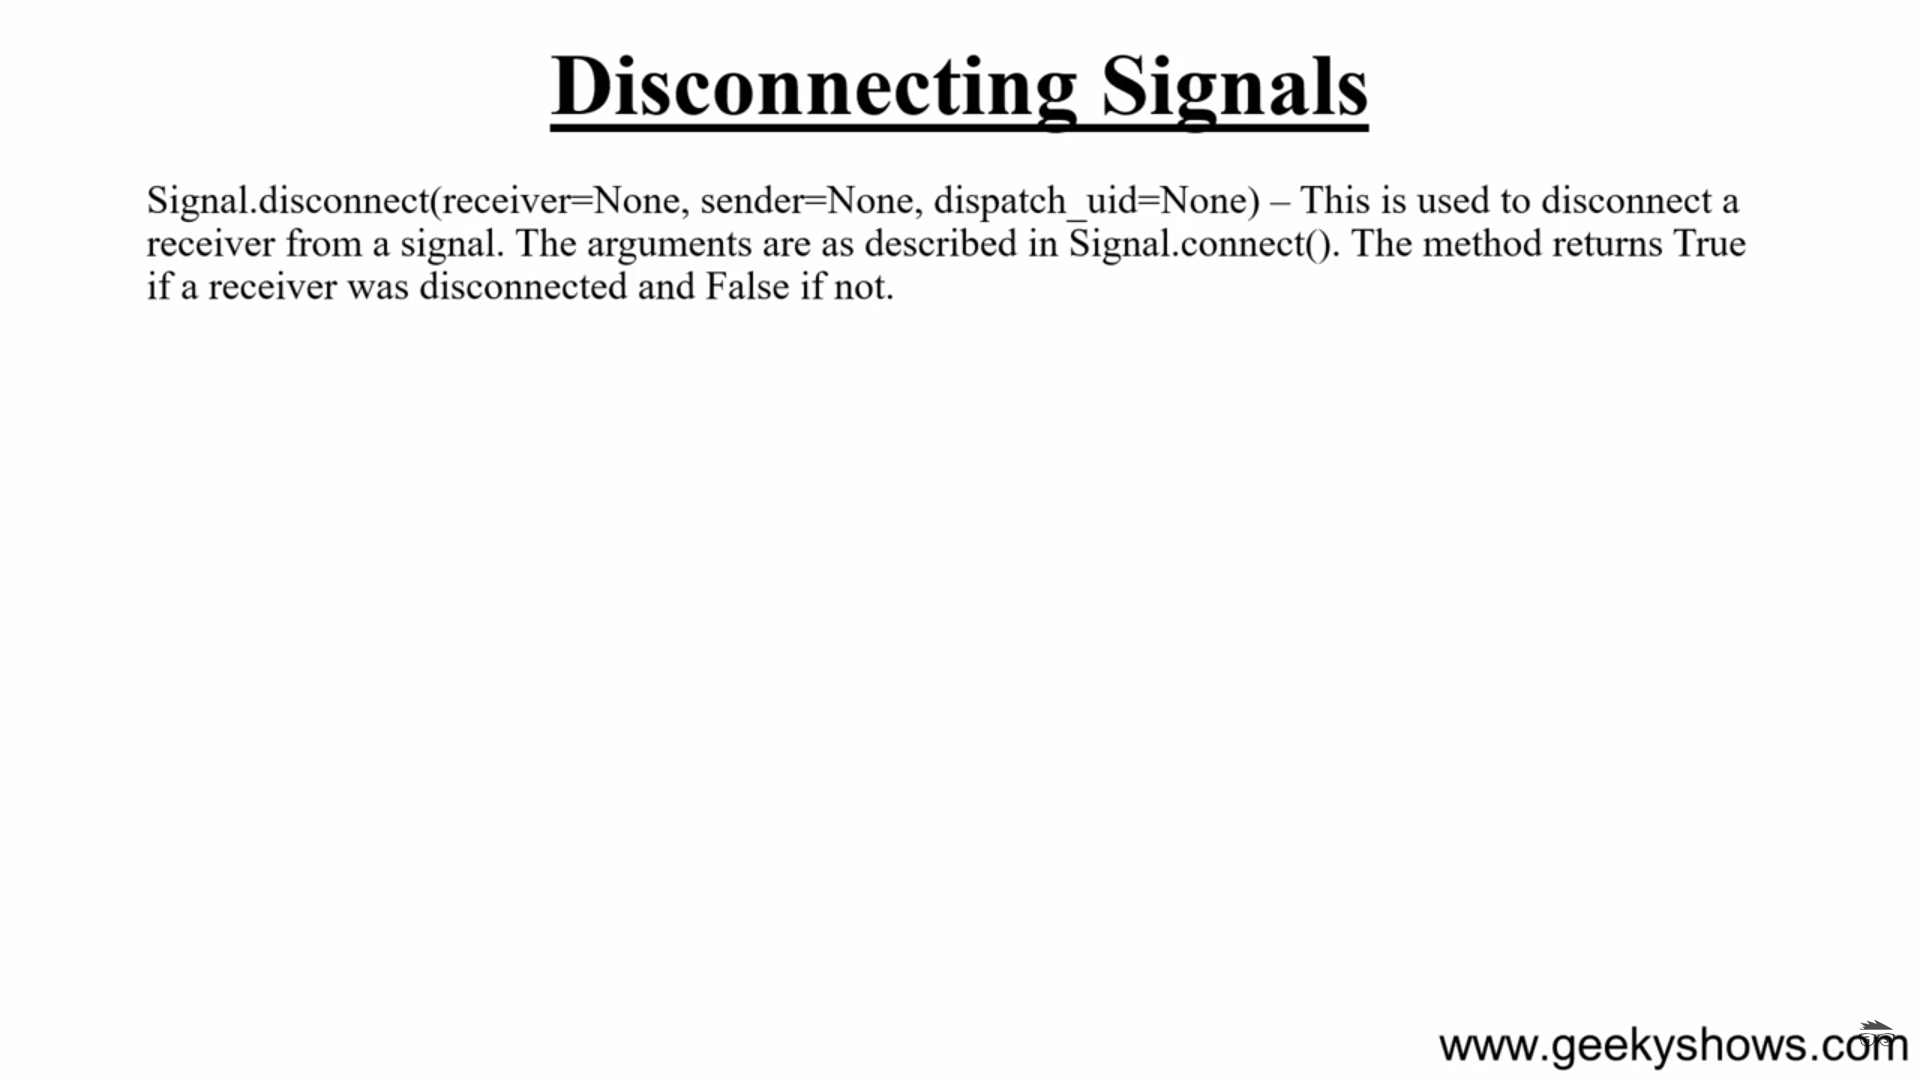 Disconnecting Signals
Signal.disconnect(receiver=None, sender=None, dispatch_uid=None) – This is used to disconnect a
receiver from a signal. The arguments are as described in Signal.connect(). The method returns True
if a receiver was disconnected and False if not.
www.geekyshows.com